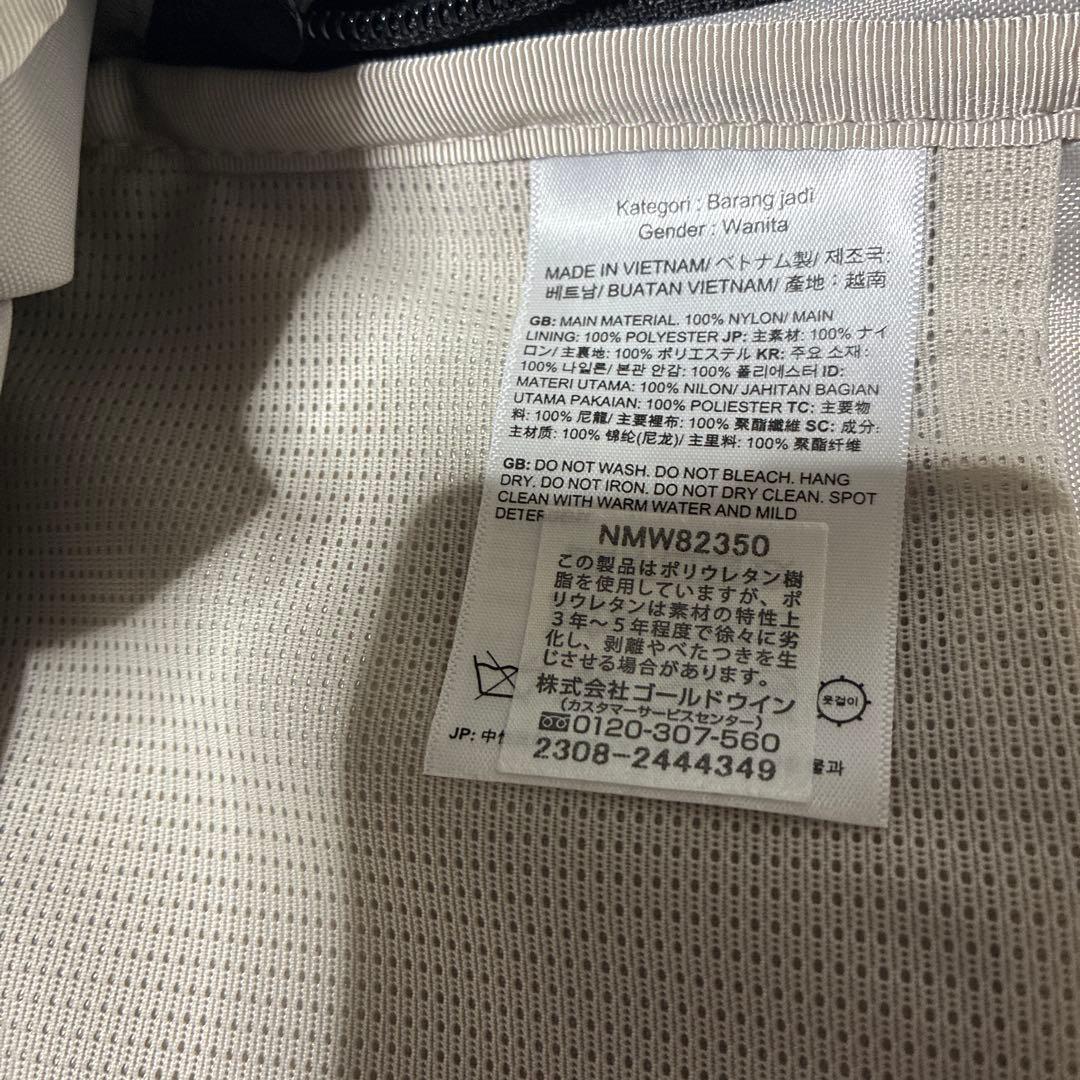 Kategori : Barang jadi
Gender : Wanita
MADE IN VIETNAM/ ベトナム製/ 제조국:
베트남/ BUATAN VIETNAM/ 產地：越南
GB: MAIN MATERIAL. 100% NYLON/ MAIN
LINING: 100% POLYESTER JP: 主素材: 100% ナイ
ロン/ 主裏地: 100% ポリエステル KR: 주요 소재:
100% 나일론/ 본판 안감: 100% 폴리에스터 ID:
MATERI UTAMA: 100% NILON/ JAHITAN BAGIAN
UTAMA PAKAIAN: 100% POLIESTER TC: 主要物
料: 100% 尼龍/ 主要裡布: 100% 聚酯纖維 SC: 成分:
主材质: 100% 锦纶(尼龙)/ 主里料: 100% 聚酯纤维
GB: DO NOT WASH. DO NOT BLEACH. HANG
DRY. DO NOT IRON. DO NOT DRY CLEAN. SPOT
CLEAN WITH WARM WATER AND MILD
NMW82350
この製品はポリウレタン樹
脂を使用していますが、ポ
リウレタンは素材の特性上
3年〜5年程度で徐々に劣
化し、剥離やべたつきを生
じさせる場合があります。
株式会社ゴールドウイン
(カスタマーサービスセンター)
0120-307-560
2308-2444349
옷걸이
JP: 中